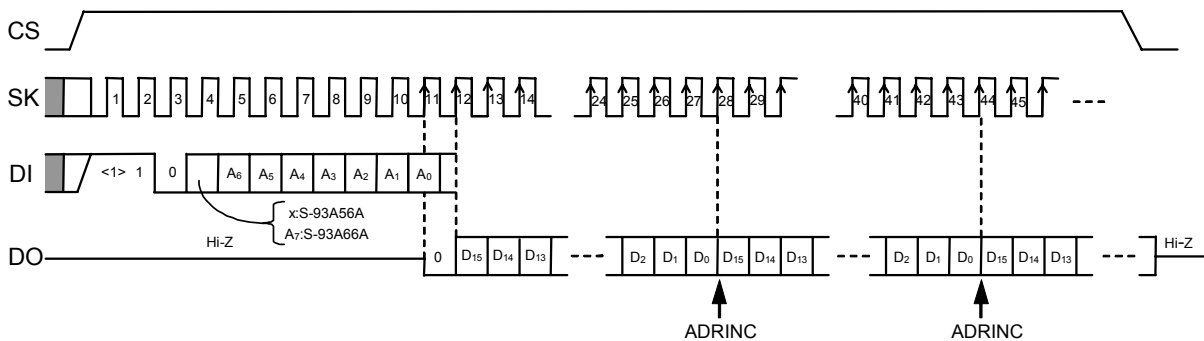 CS
SK 1 2 3 4 5 6 7 8 9 10 11 12 13 14 24 25 26 27 28 29 40 41 42 43 44 45
DI <1> 1 0 A6 A5 A4 A3 A2 A1 A0
x:S-93A56A
A7:S-93A66A
Hi-Z
Hi-Z
DO 0 D15 D14 D13 D2 D1 D0 D15 D14 D13 D2 D1 D0 D15 D14 D13
ADRINC ADRINC